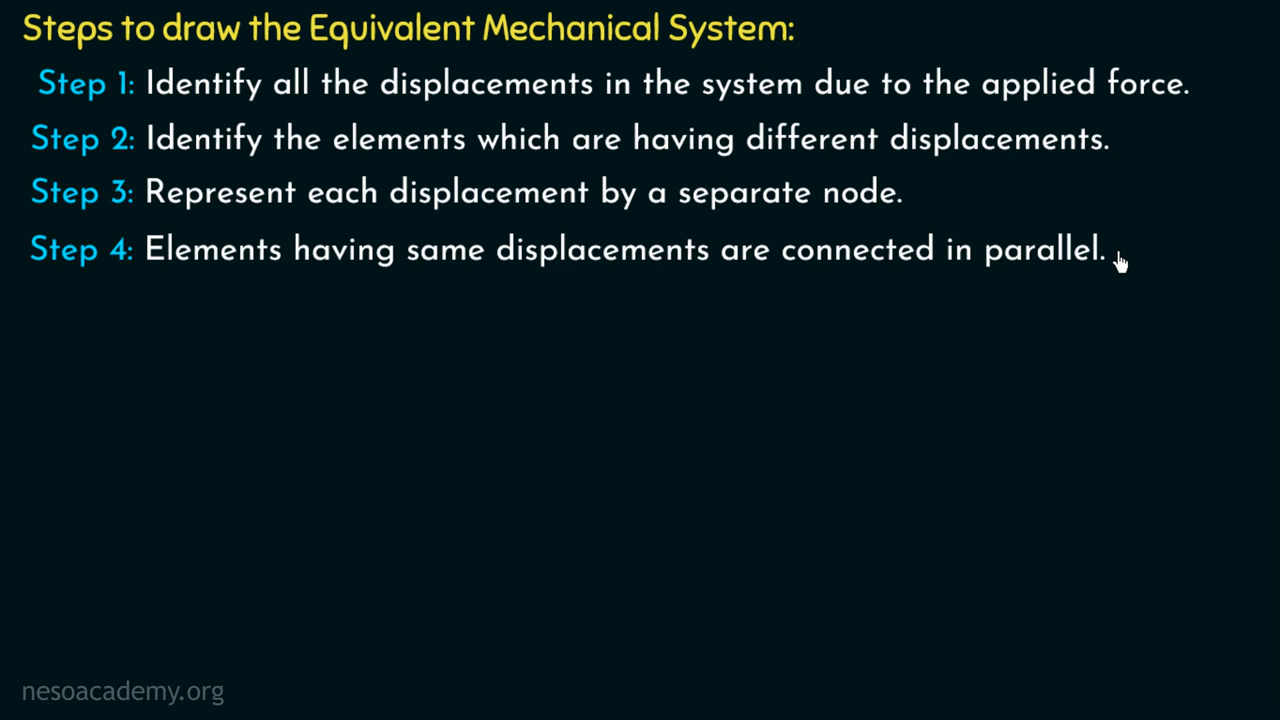 Steps to draw the Equivalent Mechanical System:
Step 1: Identify all the displacements in the system due to the applied force.
Step 2: Identify the elements which are having different displacements.
Step 3: Represent each displacement by a separate node.
Step 4: Elements having same displacements are connected in parallel.
nesoacademy.org